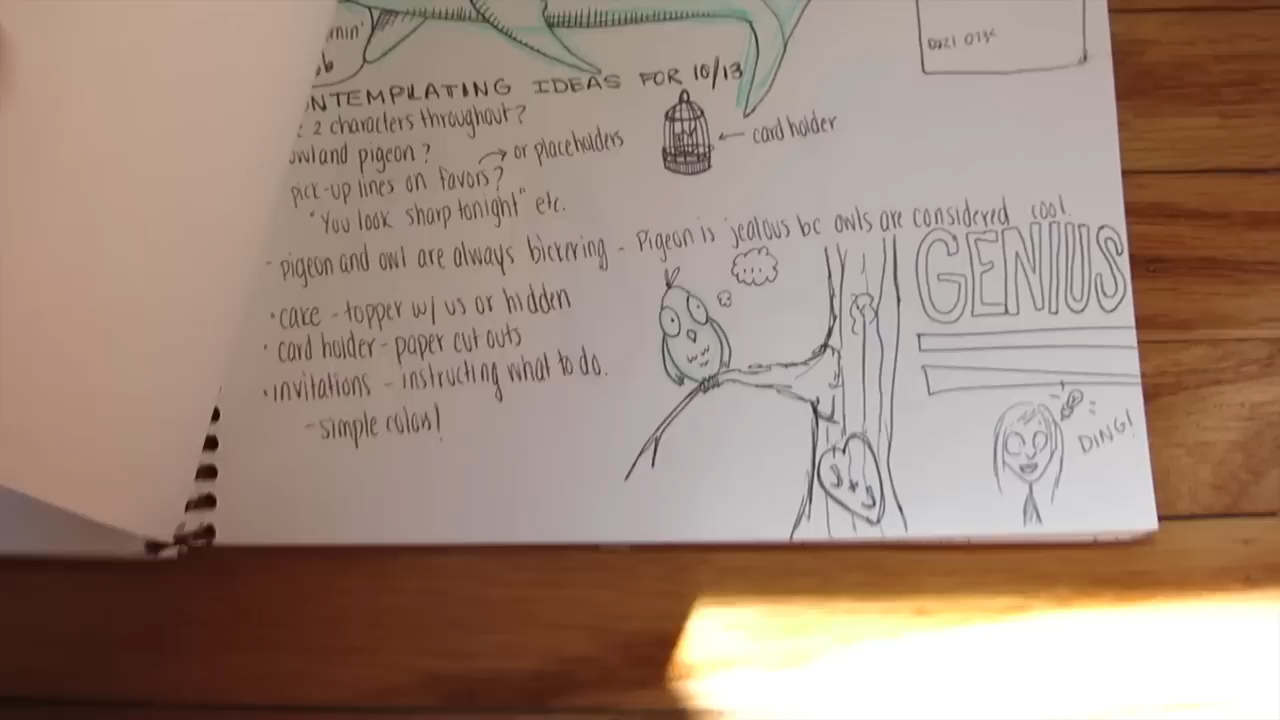 CONTEMPLATING IDEAS FOR 10/13
2 characters throughout?
owl and pigeon?
or placeholders
card holder
pick-up lines on favors?
"You look sharp tonight" etc.
- pigeon and owl are always bickering - Pigeon is jealous bc owls are considered cool.
GENIUS
• cake - topper w/ us or hidden
• card holder - paper cut outs
• invitations - instructing what to do.
- simple colors!
DING!
J + J